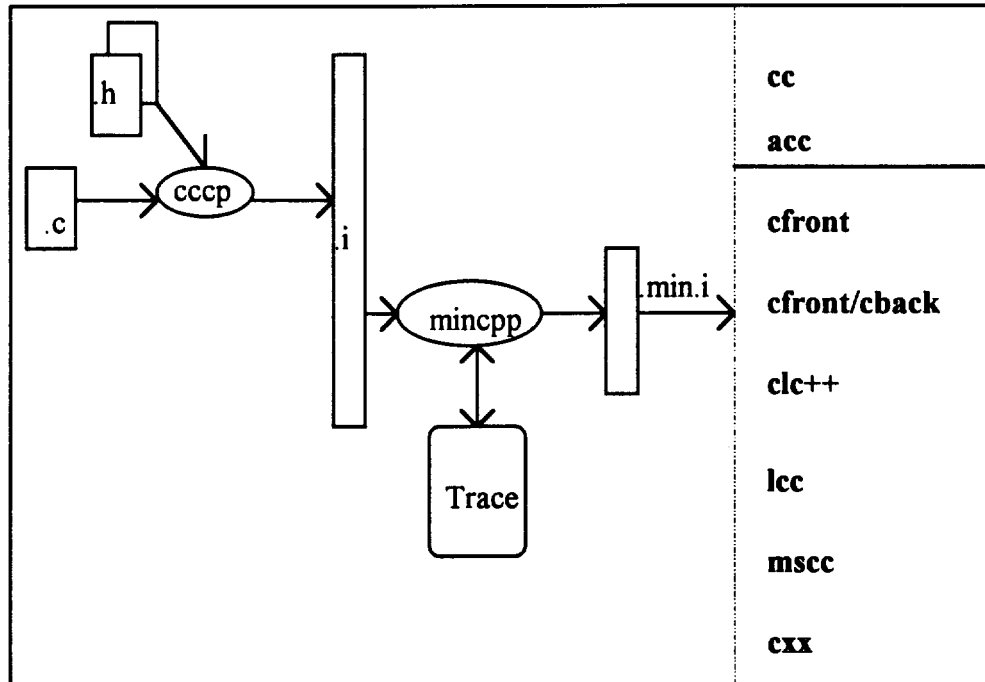 .h
.c
cccp
.i
mincpp
Trace
.min.i
cc
acc
cfront
cfront/cback
clc++
lcc
mscc
cxx